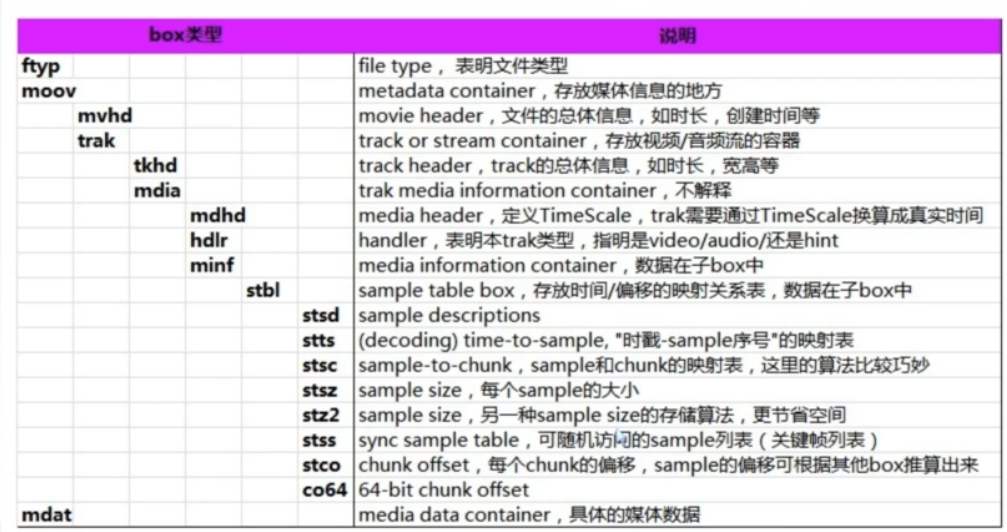 box类型 说明
ftyp file type，表明文件类型
moov metadata container，存放媒体信息的地方
mvhd movie header，文件的总体信息，如时长，创建时间等
trak track or stream container，存放视频/音频流的容器
tkhd track header，track的总体信息，如时长，宽高等
mdia trak media information container，不解释
mdhd media header，定义TimeScale，trak需要通过TimeScale换算成真实时间
hdlr handler，表明本trak类型，指明是video/audio/还是hint
minf media information container，数据在子box中
stbl sample table box，存放时间/偏移的映射关系表，数据在子box中
stsd sample descriptions
stts (decoding) time-to-sample, "时戳-sample序号"的映射表
stsc sample-to-chunk，sample和chunk的映射表，这里的算法比较巧妙
stsz sample size，每个sample的大小
stz2 sample size，另一种sample size的存储算法，更节省空间
stss sync sample table，可随机访问的sample列表（关键帧列表）
stco chunk offset，每个chunk的偏移，sample的偏移可根据其他box推算出来
co64 64-bit chunk offset
mdat media data container，具体的媒体数据